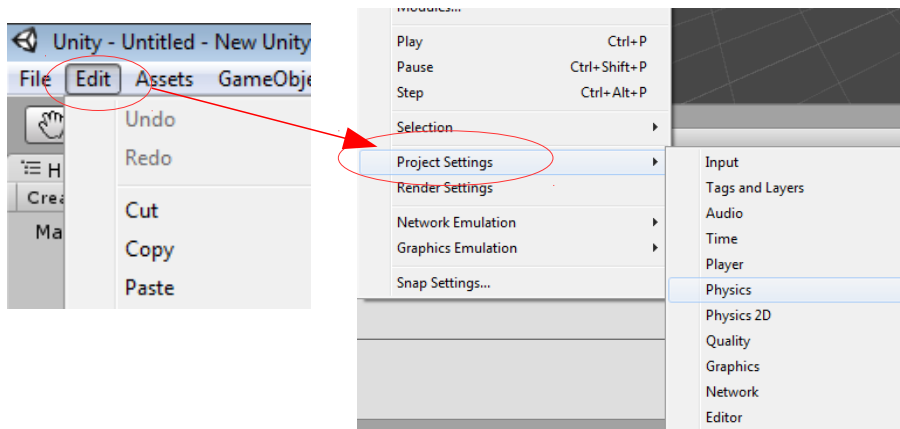 Unity - Untitled - New Unity
File Edit Assets GameObje
Undo
Redo
H
Crea
Cut
Ma
Copy
Paste
Modules...
Play Ctrl+P
Pause Ctrl+Shift+P
Step Ctrl+Alt+P
Selection
Project Settings
Render Settings
Network Emulation
Graphics Emulation
Snap Settings...
Input
Tags and Layers
Audio
Time
Player
Physics
Physics 2D
Quality
Graphics
Network
Editor